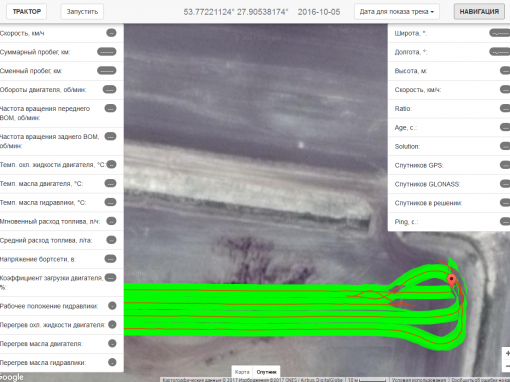 ТРАКТОР
Запустить
53.77221124° 27.90538174° 2016-10-05
Дата для показа трека
НАВИГАЦИЯ
Скорость, км/ч
Суммарный пробег, км:
Сменный пробег, км:
Обороты двигателя, об/мин:
Частота вращения переднего
ВОМ, об/мин:
Частота вращения заднего ВОМ,
об/мин:
Темп. охл. жидкости двигателя, °C:
Темп. масла двигателя, °C:
Темп. масла гидравлики, °C:
Мгновенный расход топлива, л/ч:
Средний расход топлива, л/га:
Напряжение бортсети, в:
Коэффициент загрузки двигателя,
%:
Рабочее положение гидравлики:
Перегрев охл. жидкости двигателя:
Перегрев масла двигателя:
Перегрев масла гидравлики:
Широта, °:
Долгота, °:
Высота, м:
Скорость, км/ч:
Ratio:
Age, с.:
Solution:
Спутников GPS:
Спутников GLONASS:
Спутников в решении:
Ping, с.:
Карта
Спутник
+
−
Google
Картографические данные © 2017 Изображения ©2017 CNES / Airbus, DigitalGlobe
10 м
Условия использования
Сообщить об ошибке на карте